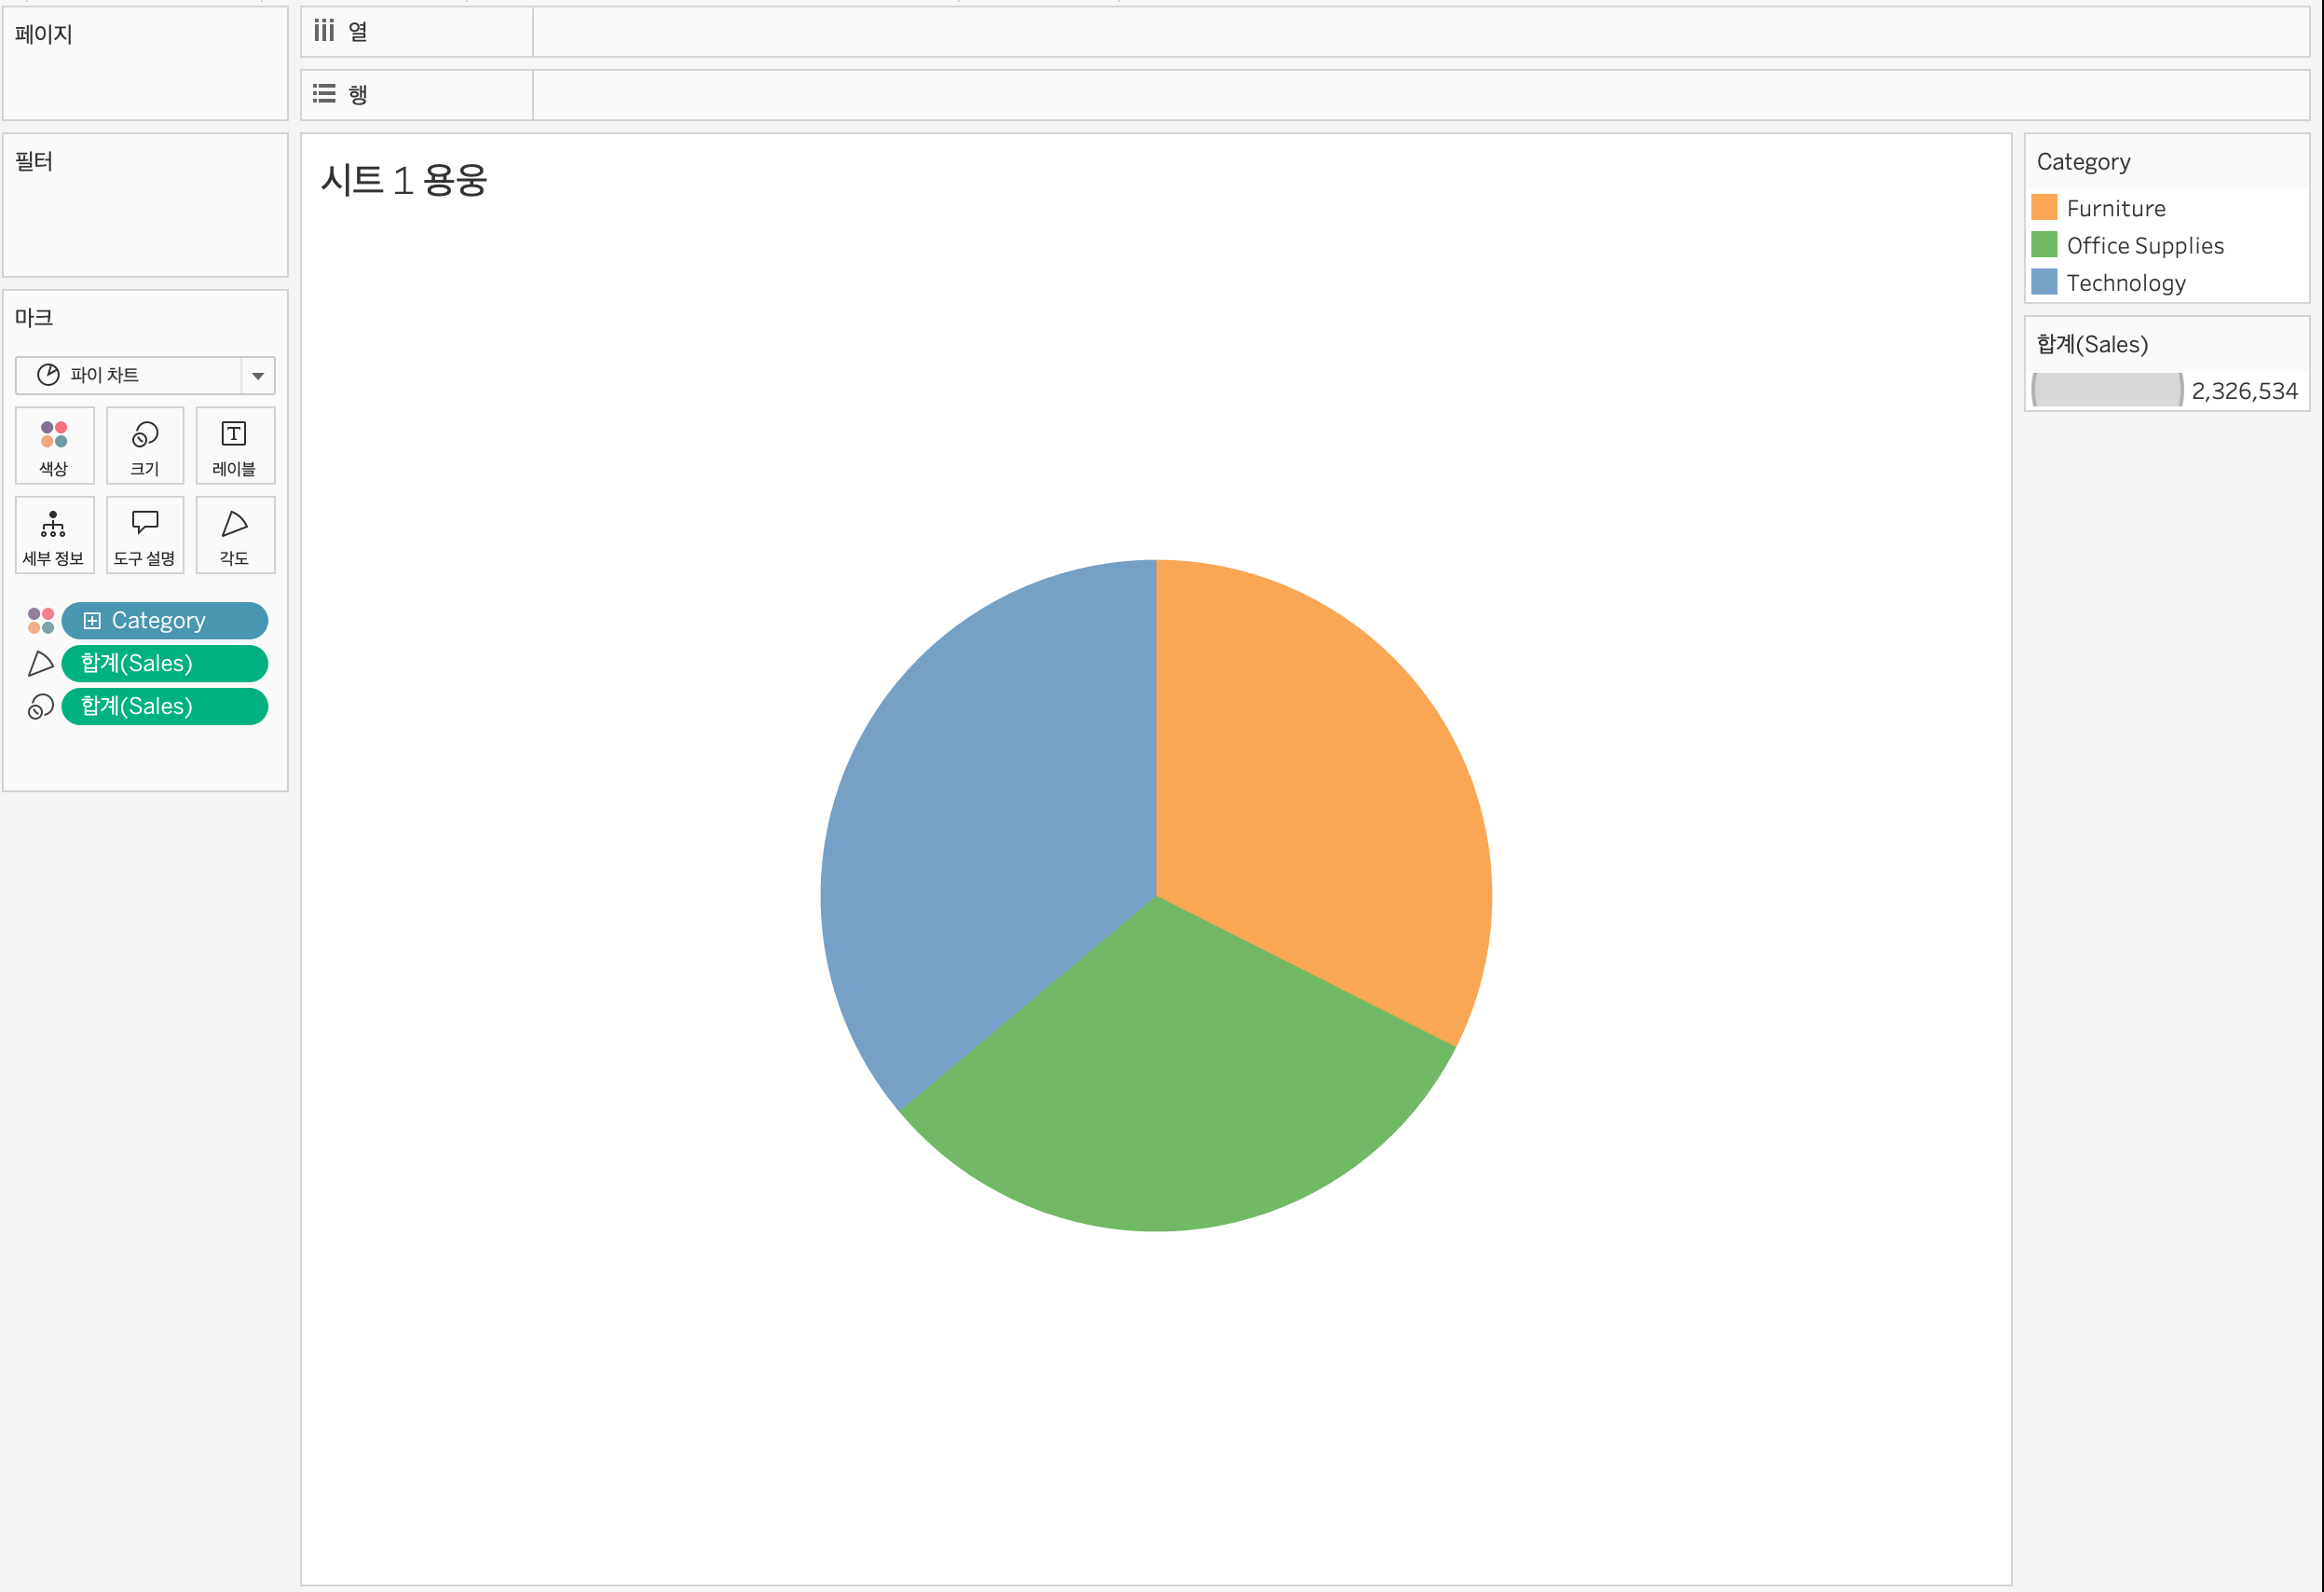 페이지
열
행
필터
시트 1 용웅
마크
파이 차트
색상
크기
레이블
세부 정보
도구 설명
각도
Category
합계(Sales)
합계(Sales)
Category
Furniture
Office Supplies
Technology
합계(Sales)
2,326,534